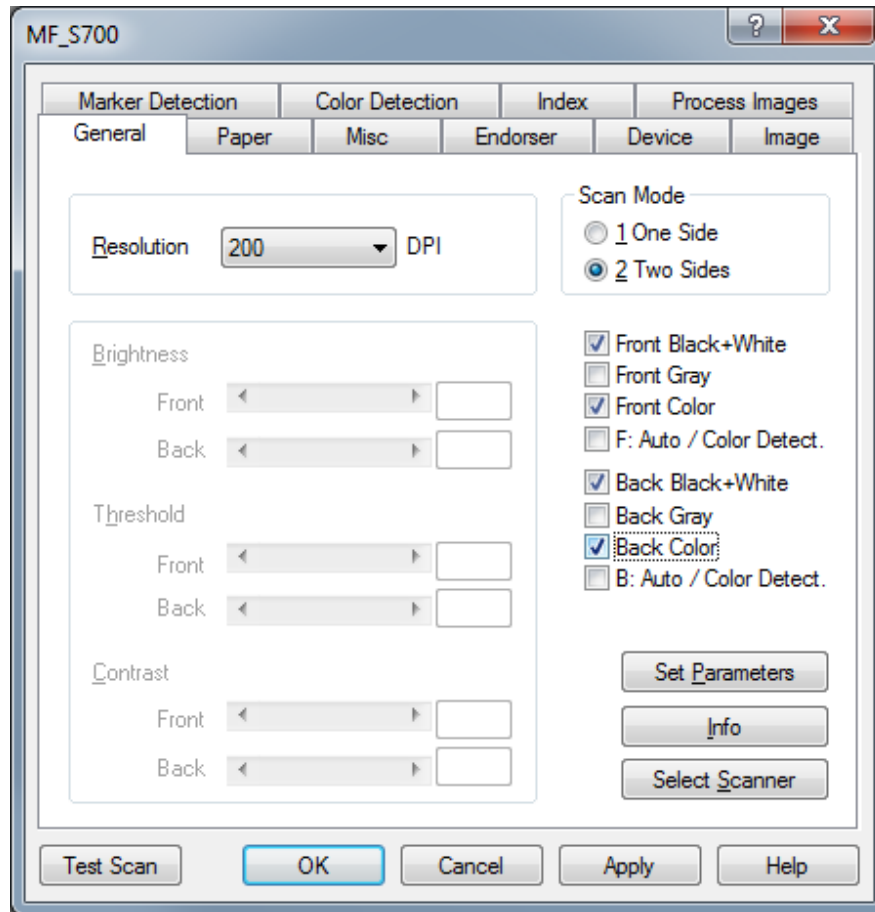 MF_S700
?
X
Marker Detection Color Detection Index Process Images
General Paper Misc Endorser Device Image
Resolution 200 DPI
Scan Mode
1 One Side
2 Two Sides
Brightness
Front
Back
Threshold
Front
Back
Contrast
Front
Back
Front Black+White
Front Gray
Front Color
F: Auto / Color Detect.
Back Black+White
Back Gray
Back Color
B: Auto / Color Detect.
Set Parameters
Info
Select Scanner
Test Scan OK Cancel Apply Help